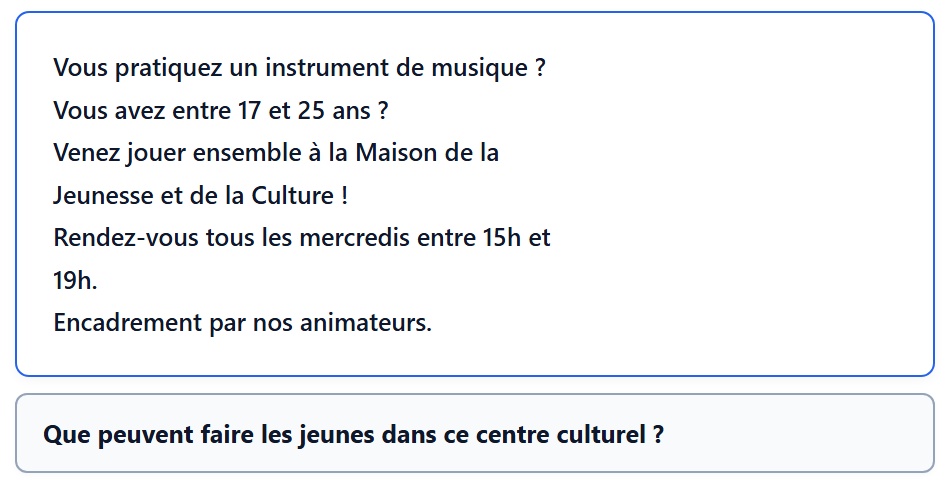 Vous pratiquez un instrument de musique ?
Vous avez entre 17 et 25 ans ?
Venez jouer ensemble à la Maison de la
Jeunesse et de la Culture !
Rendez-vous tous les mercredis entre 15h et
19h.
Encadrement par nos animateurs.
Que peuvent faire les jeunes dans ce centre culturel ?